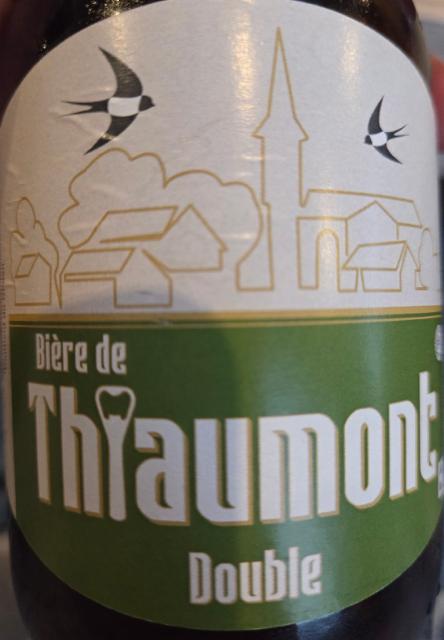 Bière de
Thiaumont
Double